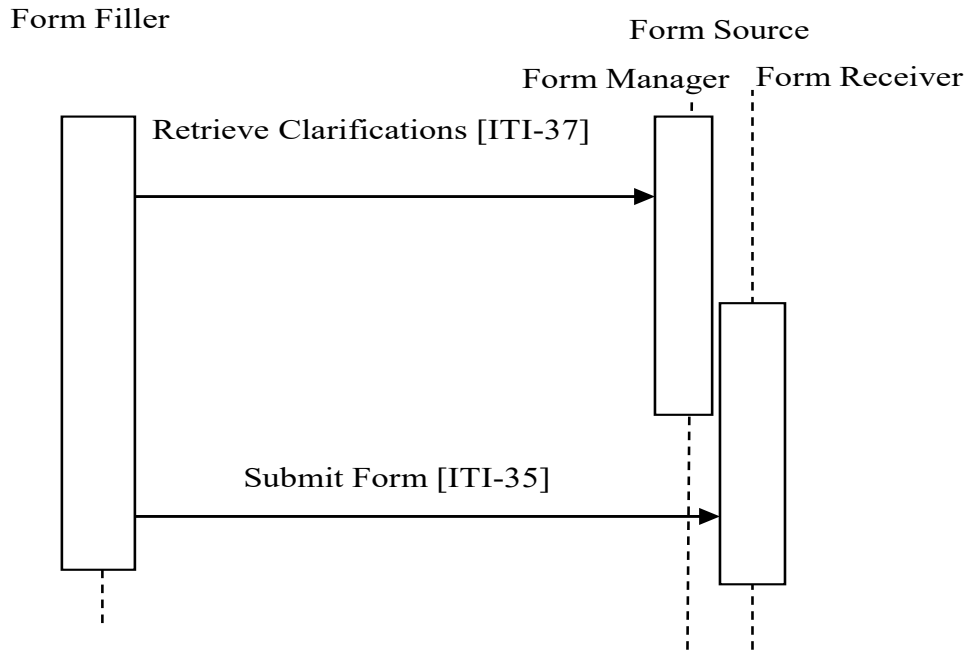 Form Filler
Form Source
Form Manager
Form Receiver
Retrieve Clarifications [ITI-37]
Submit Form [ITI-35]